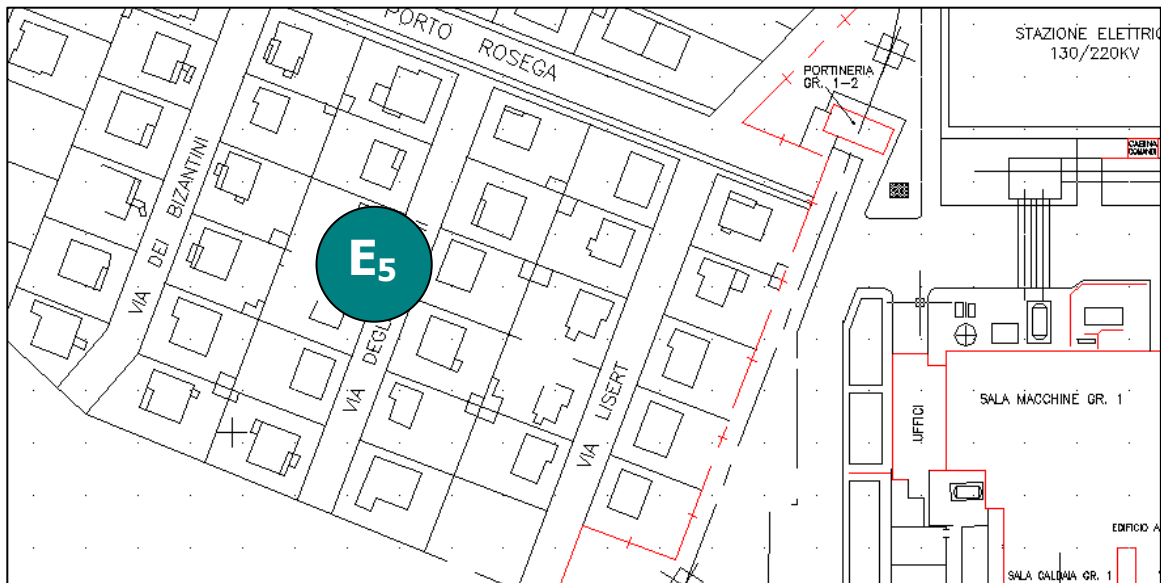 PORTO ROSEGA
STAZIONE ELETTRIC
130/220KV
PORTINERIA
GR. 1-2
CABINA
COMANDI
VIA DEI BIZANTINI
E5
VIA DEGL
VIA LISERT
SALA MACCHINE GR. 1
UFFICI
EDIFICIO A
SALA CALDAIA GR. 1